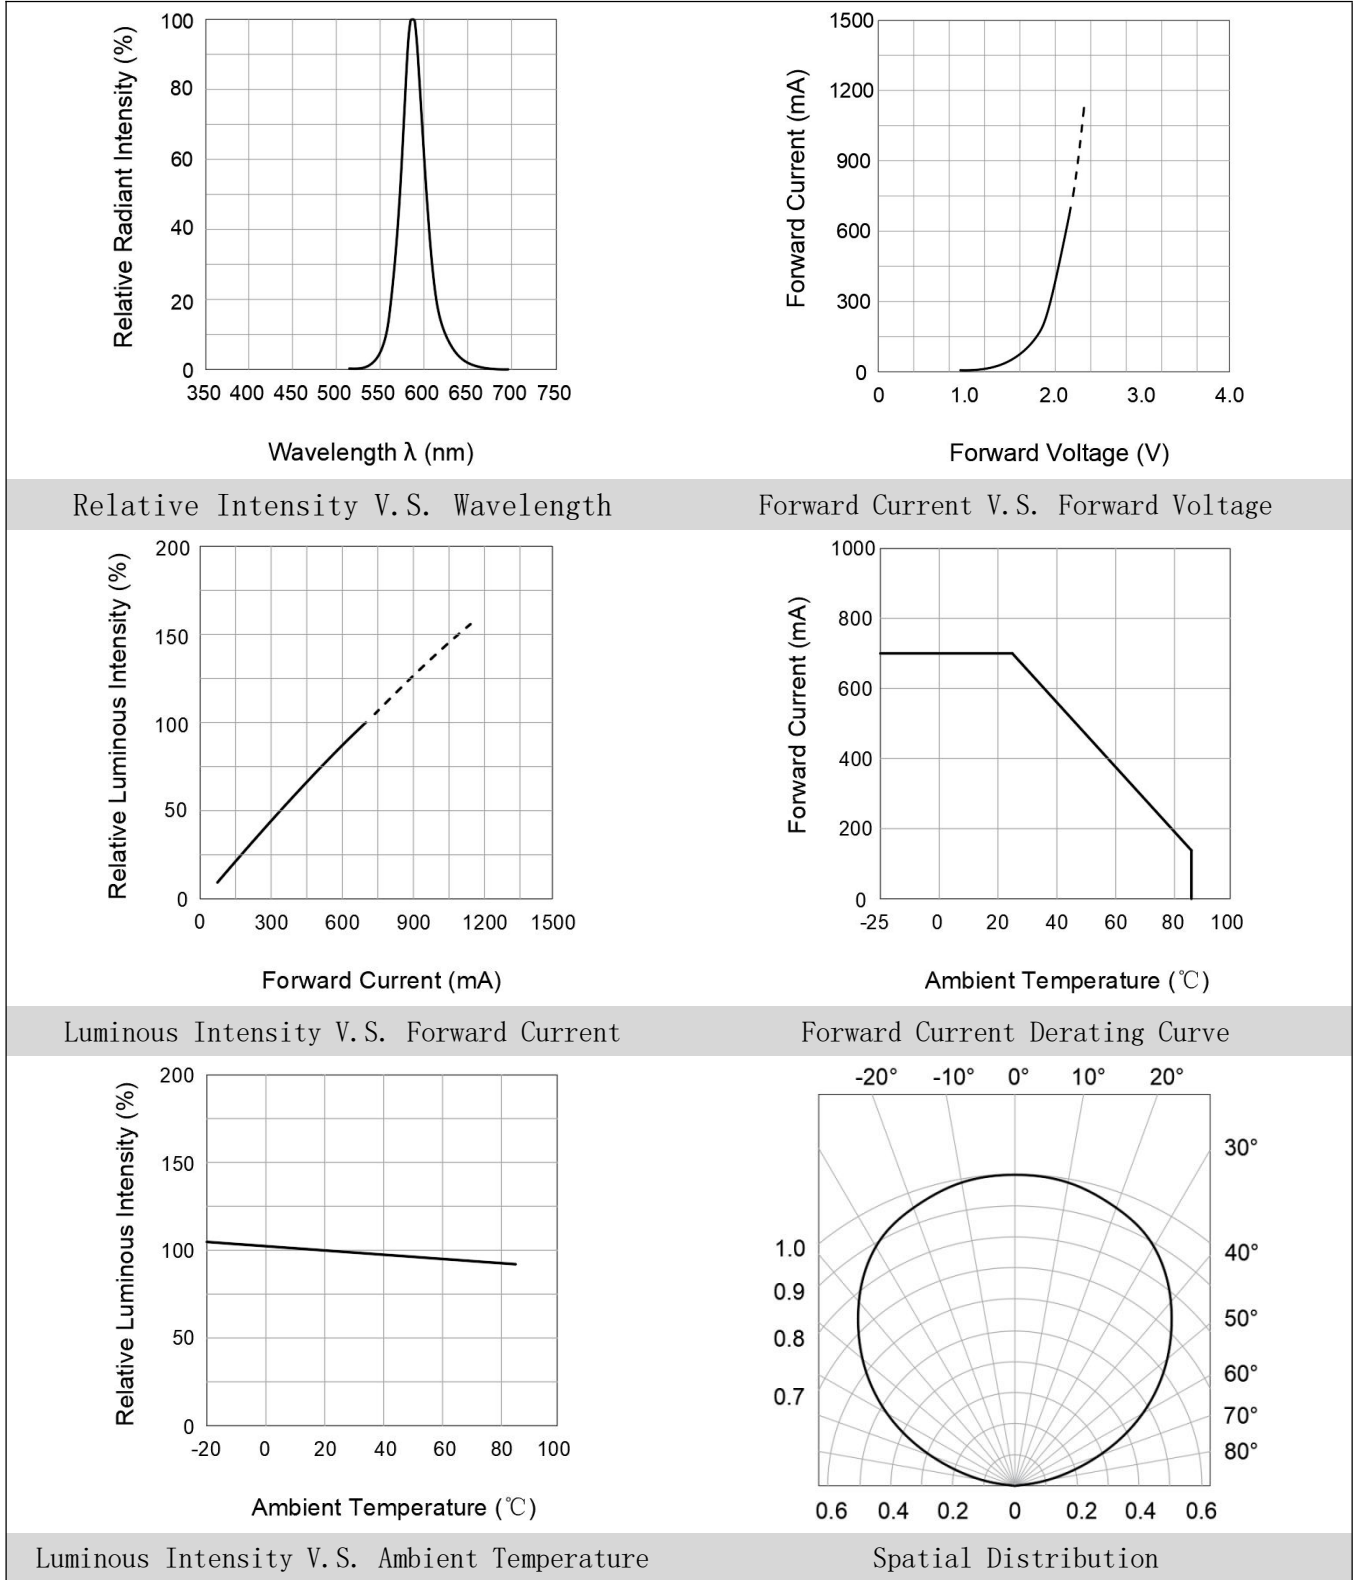 Relative Radiant Intensity (%)
100
80
60
40
20
0
350 400 450 500 550 600 650 700 750
Wavelength λ (nm)
Forward Current (mA)
1500
1200
900
600
300
0
0 1.0 2.0 3.0 4.0
Forward Voltage (V)
Relative Intensity V.S. Wavelength
Forward Current V.S. Forward Voltage
Relative Luminous Intensity (%)
200
150
100
50
0
0 300 600 900 1200 1500
Forward Current (mA)
Forward Current (mA)
1000
800
600
400
200
0
-25 0 20 40 60 80 100
Ambient Temperature (℃)
Luminous Intensity V.S. Forward Current
Forward Current Derating Curve
Relative Luminous Intensity (%)
200
150
100
50
0
-20 0 20 40 60 80 100
Ambient Temperature (℃)
-20° -10° 0° 10° 20°
30°
40°
50°
60°
70°
80°
1.0
0.9
0.8
0.7
0.6 0.4 0.2 0 0.2 0.4 0.6
Luminous Intensity V.S. Ambient Temperature
Spatial Distribution